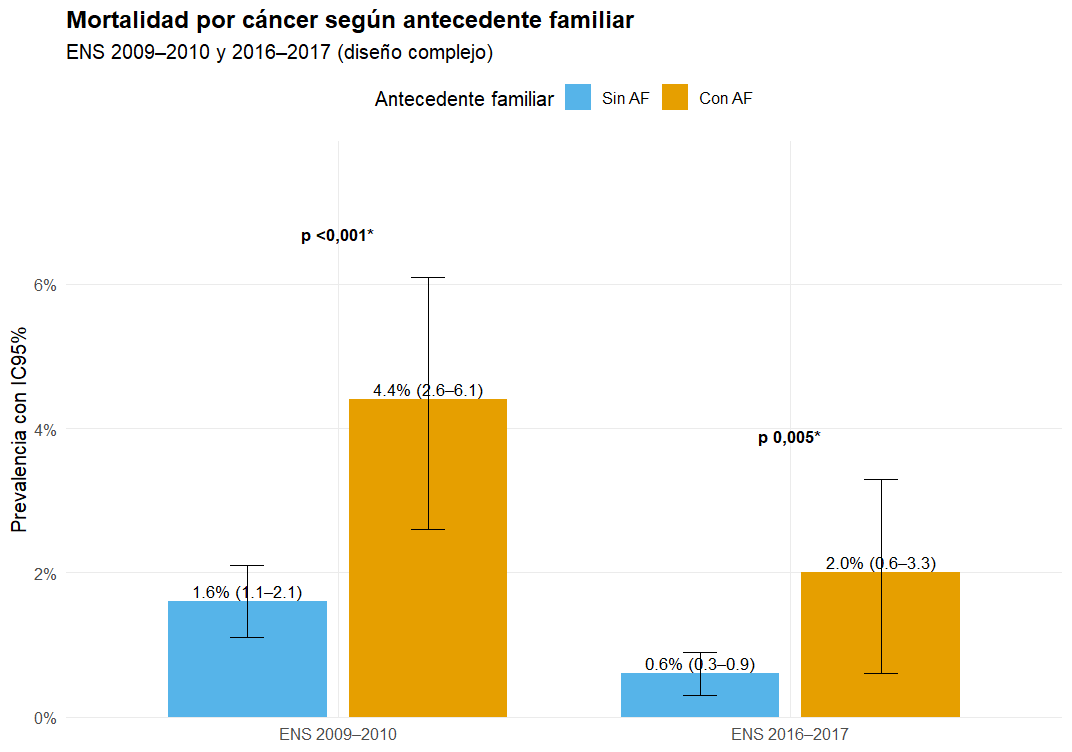 Mortalidad por cáncer según antecedente familiar
ENS 2009–2010 y 2016–2017 (diseño complejo)
Antecedente familiar Sin AF Con AF
Prevalencia con IC95%
p <0,001*
6%
4.4% (2.6–6.1)
4%
p 0,005*
2%
1.6% (1.1–2.1)
2.0% (0.6–3.3)
0.6% (0.3–0.9)
0%
ENS 2009–2010 ENS 2016–2017